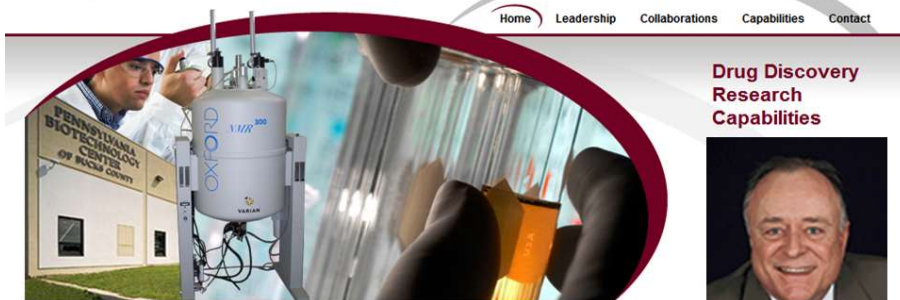 Home Leadership Collaborations Capabilities Contact
Drug Discovery
Research
Capabilities
PENNSYLVANIA
BIOTECHNOLOGY
CENTER
OF BUCKS COUNTY
OXFORD
NMR 300
VARIAN